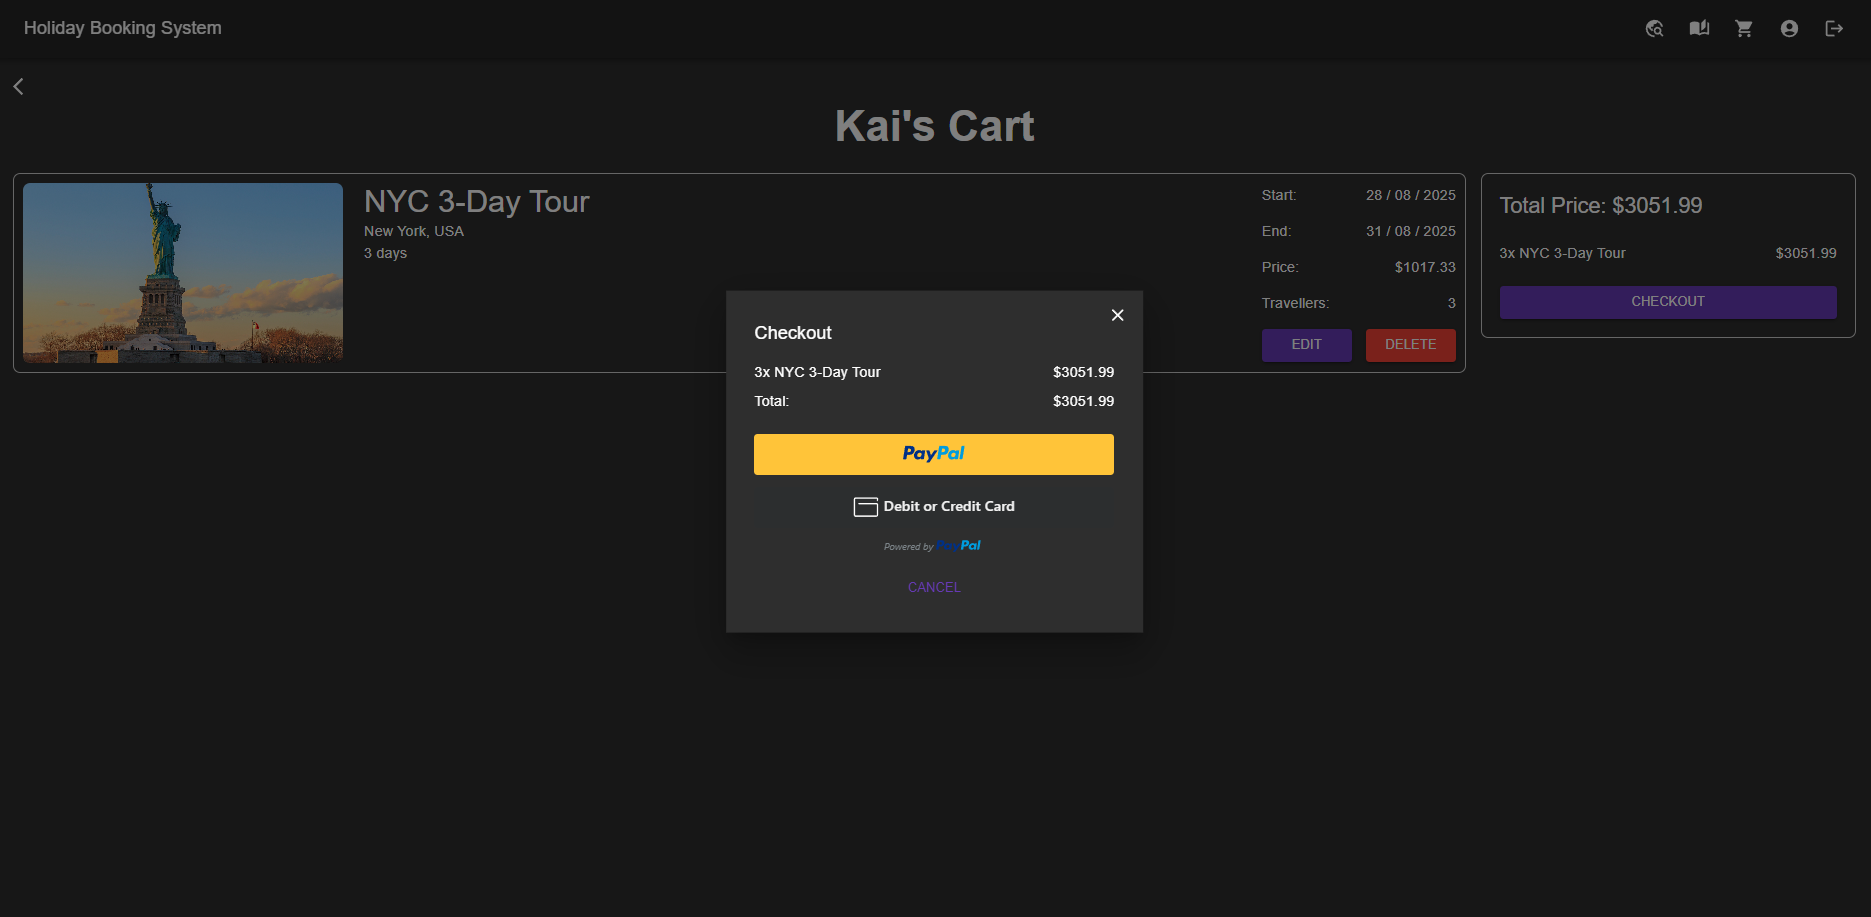 Holiday Booking System
Kai's Cart
NYC 3-Day Tour
New York, USA
3 days
Start: 28 / 08 / 2025
End: 31 / 08 / 2025
Price: $1017.33
Travellers: 3
EDIT DELETE
Total Price: $3051.99
3x NYC 3-Day Tour $3051.99
CHECKOUT
Checkout
3x NYC 3-Day Tour $3051.99
Total: $3051.99
PayPal
Debit or Credit Card
Powered by PayPal
CANCEL